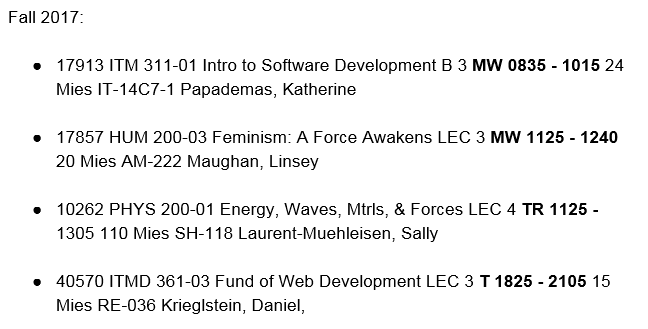 Fall 2017:
● 17913 ITM 311-01 Intro to Software Development B 3 MW 0835 - 1015 24
Mies IT-14C7-1 Papademas, Katherine
● 17857 HUM 200-03 Feminism: A Force Awakens LEC 3 MW 1125 - 1240
20 Mies AM-222 Maughan, Linsey
● 10262 PHYS 200-01 Energy, Waves, Mtrls, & Forces LEC 4 TR 1125 -
1305 110 Mies SH-118 Laurent-Muehleisen, Sally
● 40570 ITMD 361-03 Fund of Web Development LEC 3 T 1825 - 2105 15
Mies RE-036 Krieglstein, Daniel,